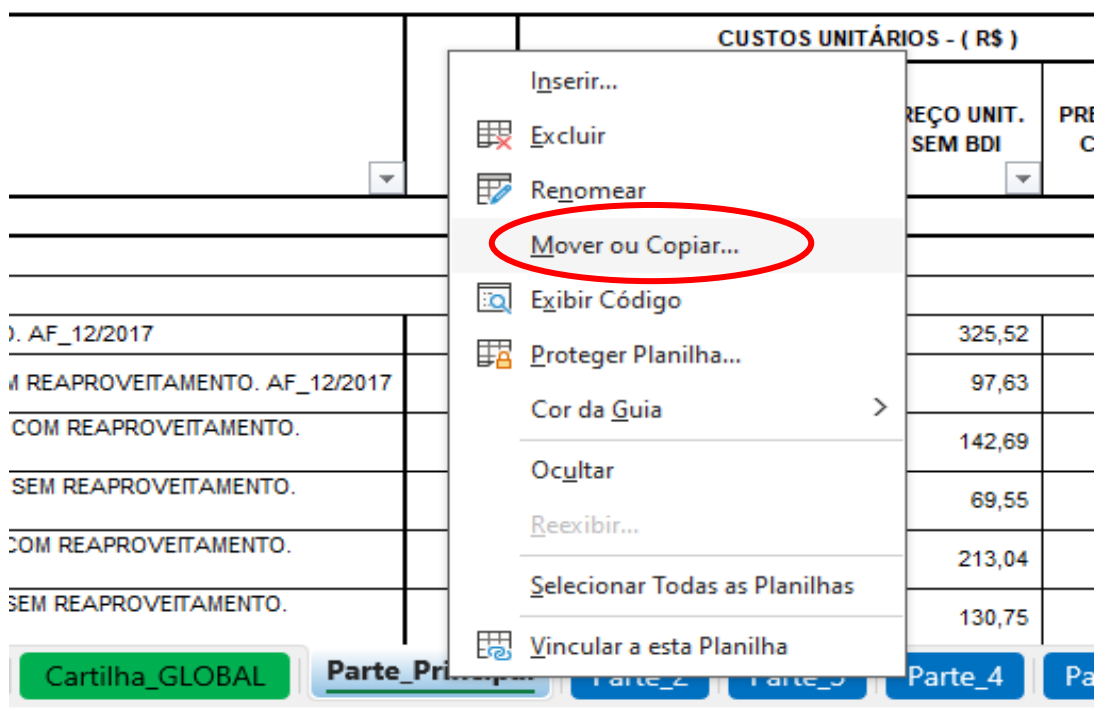 CUSTOS UNITÁRIOS - ( R$ )
Inserir...
REÇO UNIT.
SEM BDI
PRE
C
Excluir
Renomear
Mover ou Copiar...
Exibir Código
). AF_12/2017
325,52
Proteger Planilha...
M REAPROVEITAMENTO. AF_12/2017
97,63
Cor da Guia
COM REAPROVEITAMENTO.
142,69
Ocultar
SEM REAPROVEITAMENTO.
69,55
Reexibir...
COM REAPROVEITAMENTO.
213,04
Selecionar Todas as Planilhas
SEM REAPROVEITAMENTO.
130,75
Vincular a esta Planilha
Cartilha_GLOBAL
Parte_Principal
Parte_2
Parte_3
Parte_4
Pa